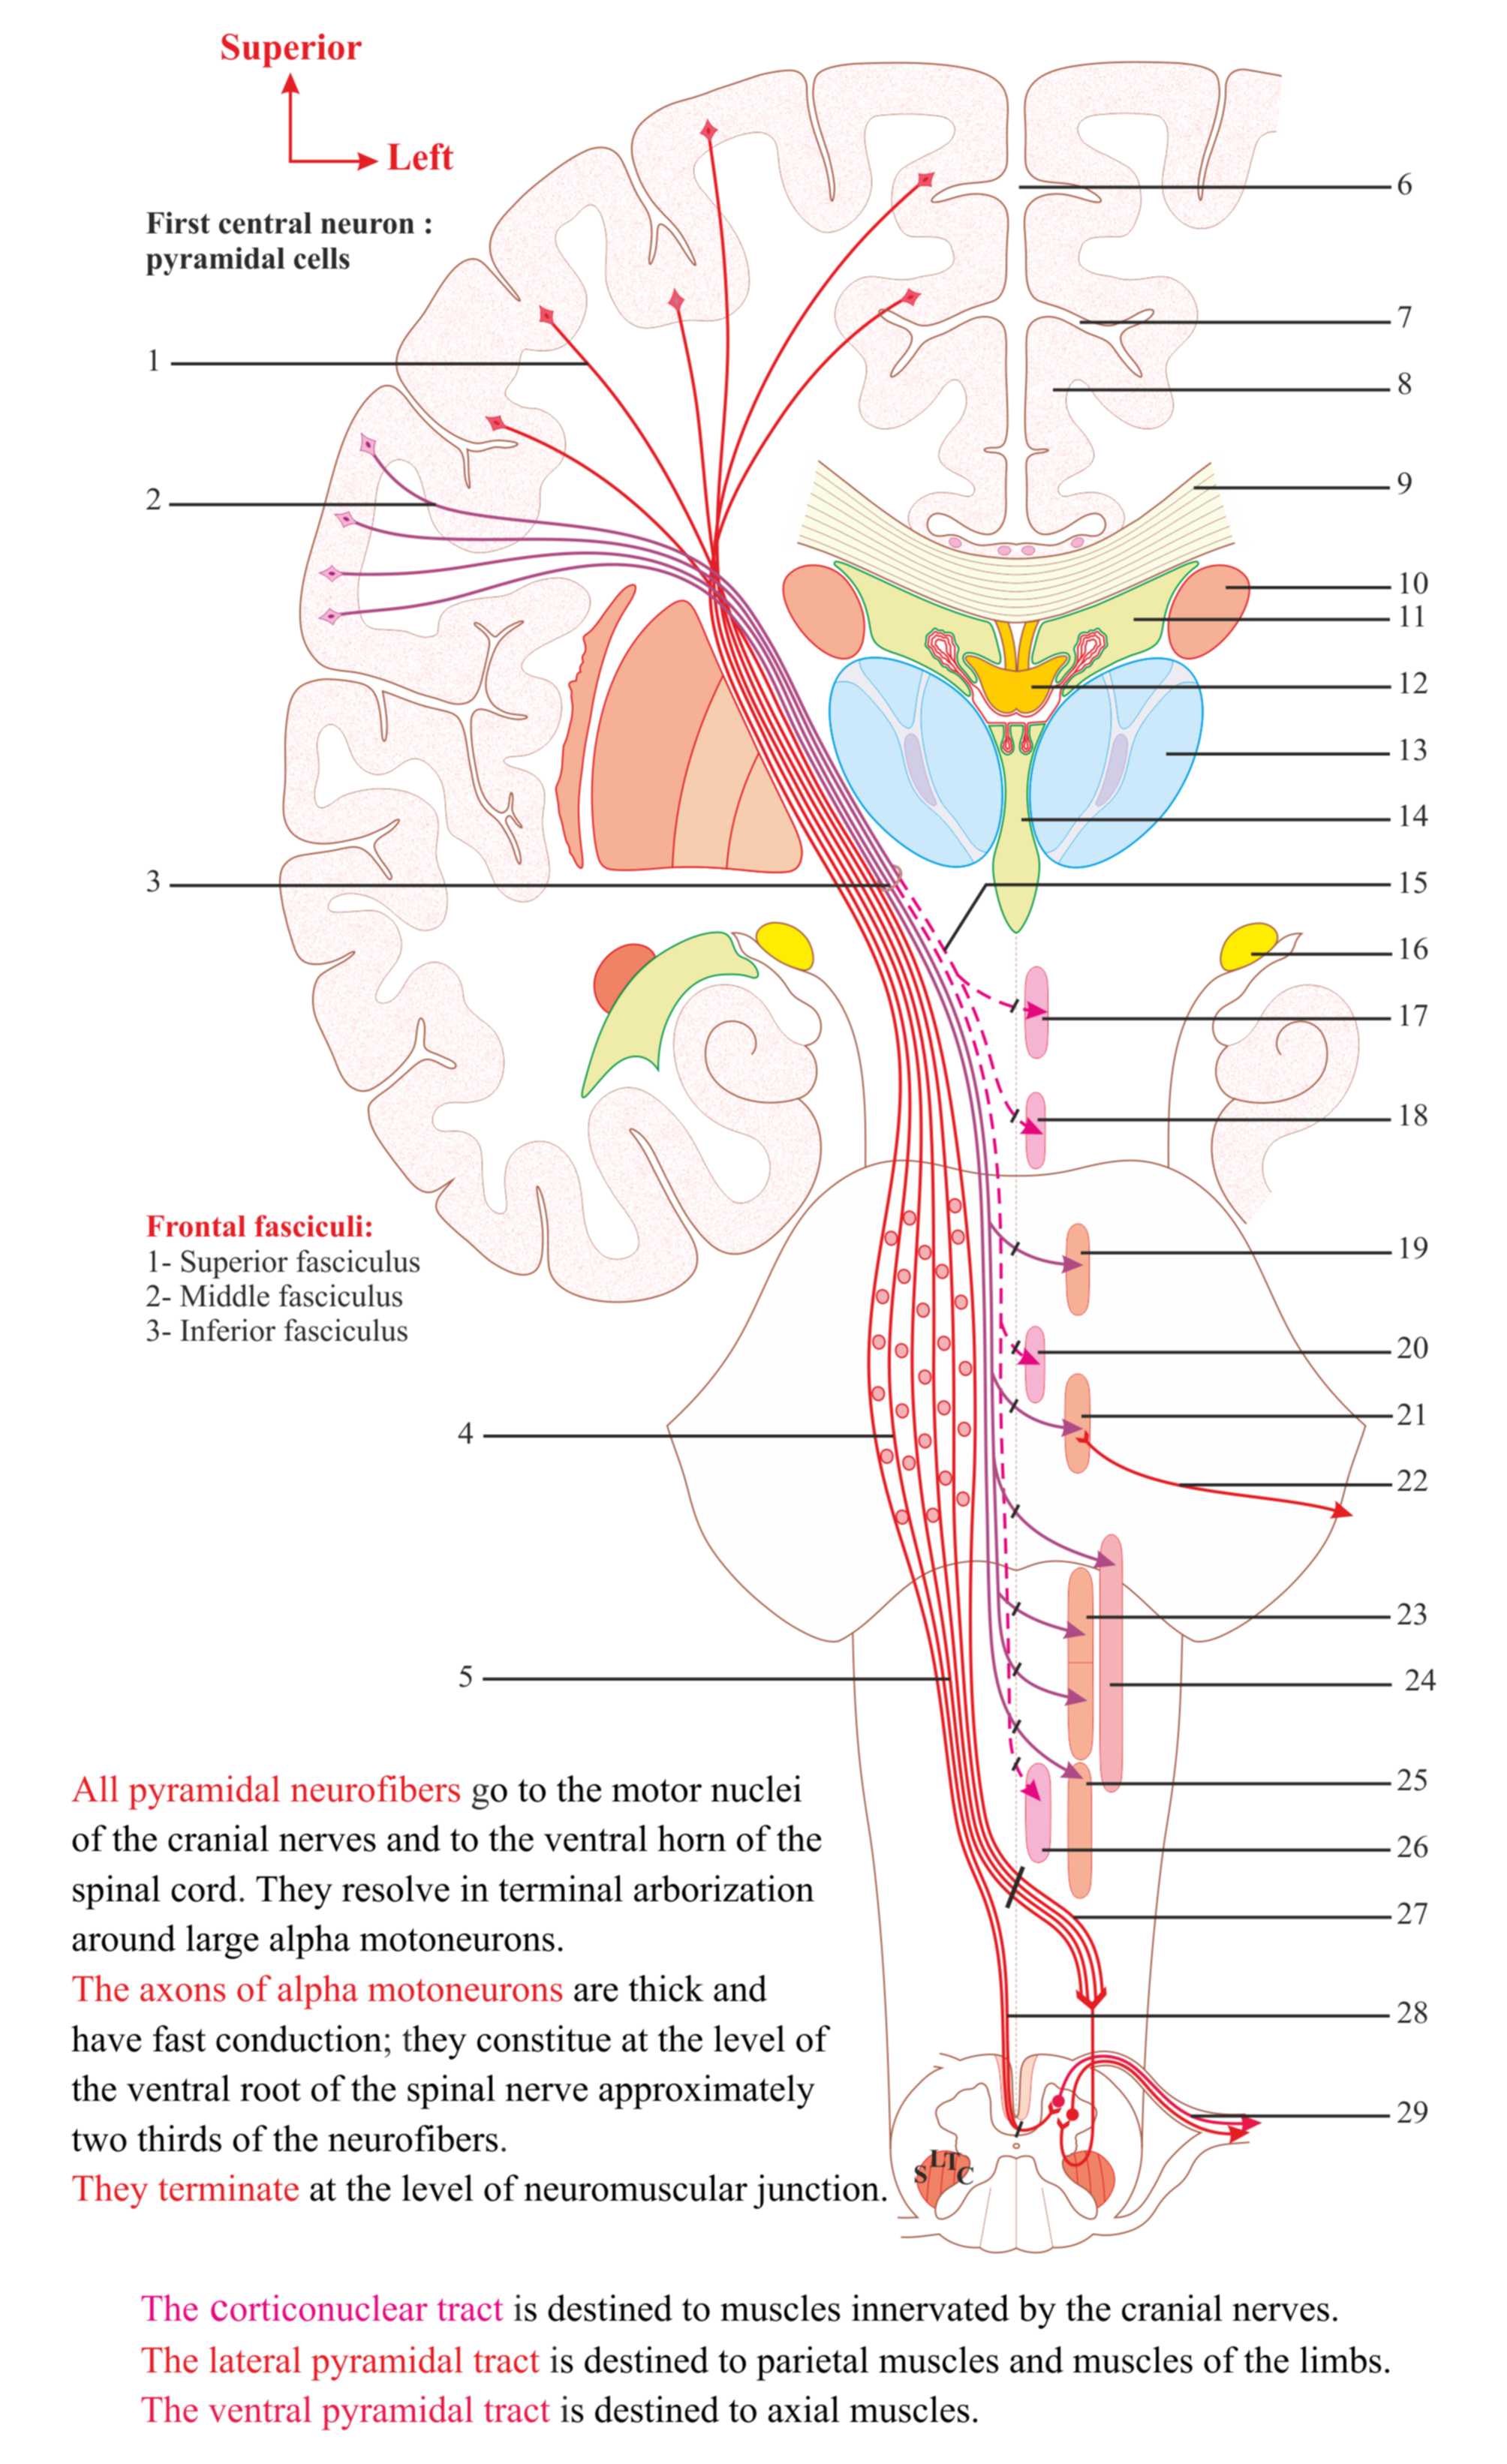 Superior
Left
First central neuron :
pyramidal cells
6
7
1
8
9
2
10
11
12
13
14
3
15
16
17
18
Frontal fasciculi:
1- Superior fasciculus
2- Middle fasciculus
3- Inferior fasciculus
19
20
21
4
22
23
5
24
25
26
27
28
29
All pyramidal neurofibers go to the motor nuclei
of the cranial nerves and to the ventral horn of the
spinal cord. They resolve in terminal arborization
around large alpha motoneurons.
The axons of alpha motoneurons are thick and
have fast conduction; they constitue at the level of
the ventral root of the spinal nerve approximately
two thirds of the neurofibers.
They terminate at the level of neuromuscular junction.
S L T C
The corticonuclear tract is destined to muscles innervated by the cranial nerves.
The lateral pyramidal tract is destined to parietal muscles and muscles of the limbs.
The ventral pyramidal tract is destined to axial muscles.